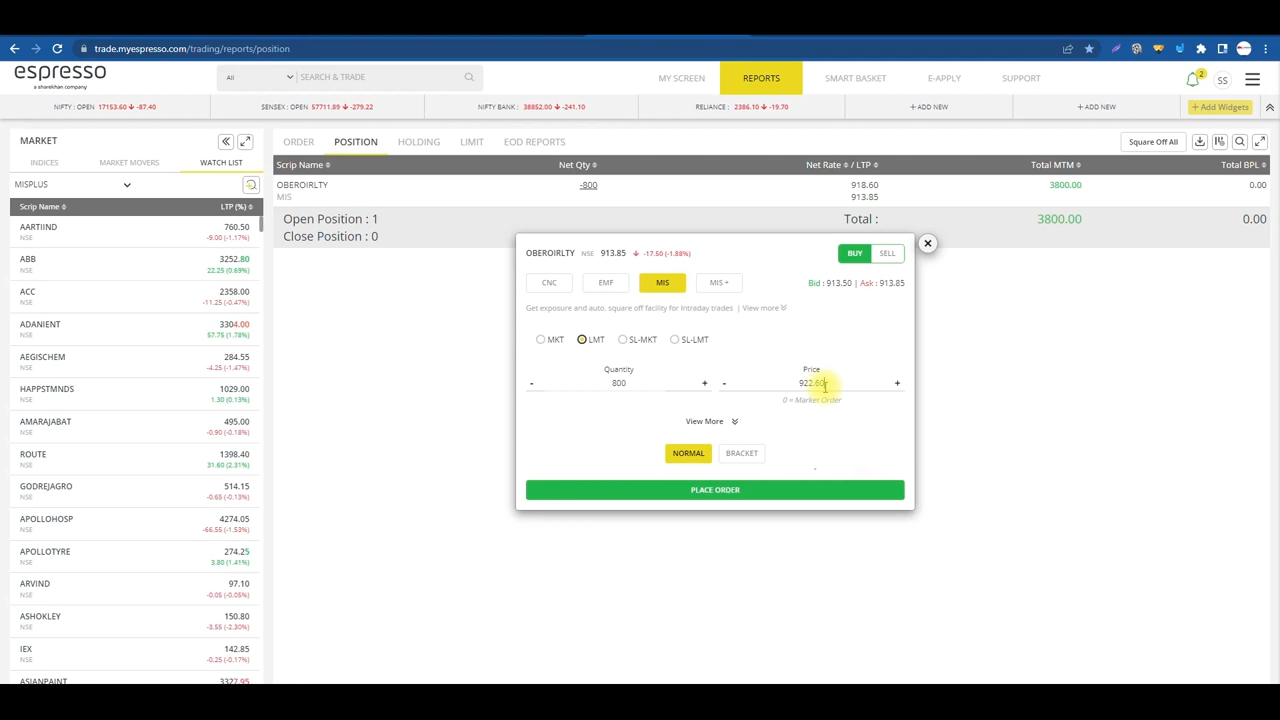 trade.myespresso.com/trading/reports/position
espresso
a sharekhan company
All
SEARCH & TRADE
MY SCREEN
REPORTS
SMART BASKET
E-APPLY
SUPPORT
2
SS
NIFTY : OPEN 17153.60 -87.40
SENSEX : OPEN 57711.89 -279.22
NIFTY BANK : 38852.00 -241.10
RELIANCE : 2386.10 -19.70
+ ADD NEW
+ ADD NEW
+ Add Widgets
MARKET
INDICES
MARKET MOVERS
WATCH LIST
MISPLUS
Scrip Name LTP (%)
AARTIIND 760.50
NSE -9.00 (-1.17%)
ABB 3252.80
NSE 22.25 (0.69%)
ACC 2358.00
NSE -11.25 (-0.47%)
ADANIENT 3304.00
NSE 57.75 (1.78%)
AEGISCHEM 284.55
NSE -4.25 (-1.47%)
HAPPSTMNDS 1029.00
NSE 1.30 (0.13%)
AMARAJABAT 495.00
NSE -0.90 (-0.18%)
ROUTE 1398.40
NSE 31.60 (2.31%)
GODREJAGRO 514.15
NSE -0.65 (-0.13%)
APOLLOHOSP 4274.05
NSE -66.55 (-1.53%)
APOLLOTYRE 274.25
NSE 3.80 (1.41%)
ARVIND 97.10
NSE -0.05 (-0.05%)
ASHOKLEY 150.80
NSE -3.55 (-2.30%)
IEX 142.85
NSE -0.25 (-0.17%)
ASIANPAINT 3327.95
ORDER
POSITION
HOLDING
LIMIT
EOD REPORTS
Square Off All
Scrip Name Net Qty Net Rate / LTP Total MTM Total BPL
OBEROIRLTY -800 918.60 3800.00 0.00
MIS 913.85
Open Position : 1 Total : 3800.00 0.00
Close Position : 0
OBEROIRLTY NSE 913.85 -17.50 (-1.88%)
BUY SELL
CNC EMF MIS MIS +
Bid : 913.50 | Ask : 913.85
Get exposure and auto, square off facility for Intraday trades | View more
MKT LMT SL-MKT SL-LMT
Quantity Price
- 800 + - 922.60 +
0 = Market Order
View More
NORMAL BRACKET
PLACE ORDER